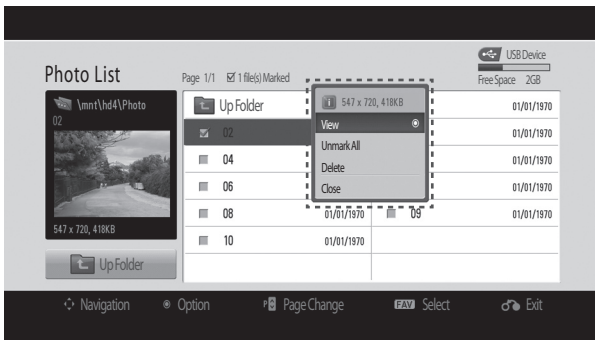 USB Device
Photo List
Page 1/1
1 file(s) Marked
Free Space 2GB
\mnt\hd4\Photo
02
547 x 720, 418KB
Up Folder
Up Folder
01/01/1970
02
01/01/1970
04
01/01/1970
06
01/01/1970
08
01/01/1970
09
01/01/1970
10
01/01/1970
547 x 720, 418KB
View
Unmark All
Delete
Close
Navigation
Option
P
Page Change
FAV
Select
Exit